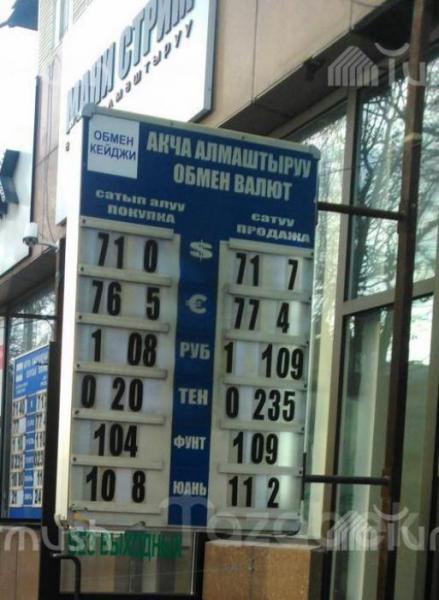 МАНИ СТРИМ
алмаштыруу
ОБМЕН
КЕЙДЖИ
АКЧА АЛМАШТЫРУУ
ОБМЕН ВАЛЮТ
сатып алуу
ПОКУПКА
сатуу
ПРОДАЖА
71 0 $ 71 7
76 5 € 77 4
1 08 РУБ 1 109
0 20 ТЕН 0 235
104 ФУНТ 109
10 8 ЮАНЬ 11 2
БЕЗ ВЫХОДНЫХ